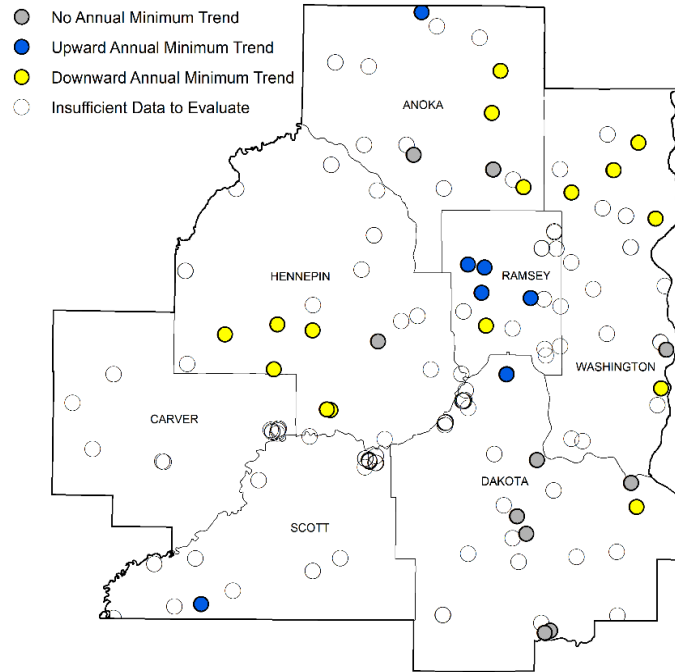 No Annual Minimum Trend
Upward Annual Minimum Trend
Downward Annual Minimum Trend
Insufficient Data to Evaluate
ANOKA
HENNEPIN
RAMSEY
WASHINGTON
CARVER
DAKOTA
SCOTT